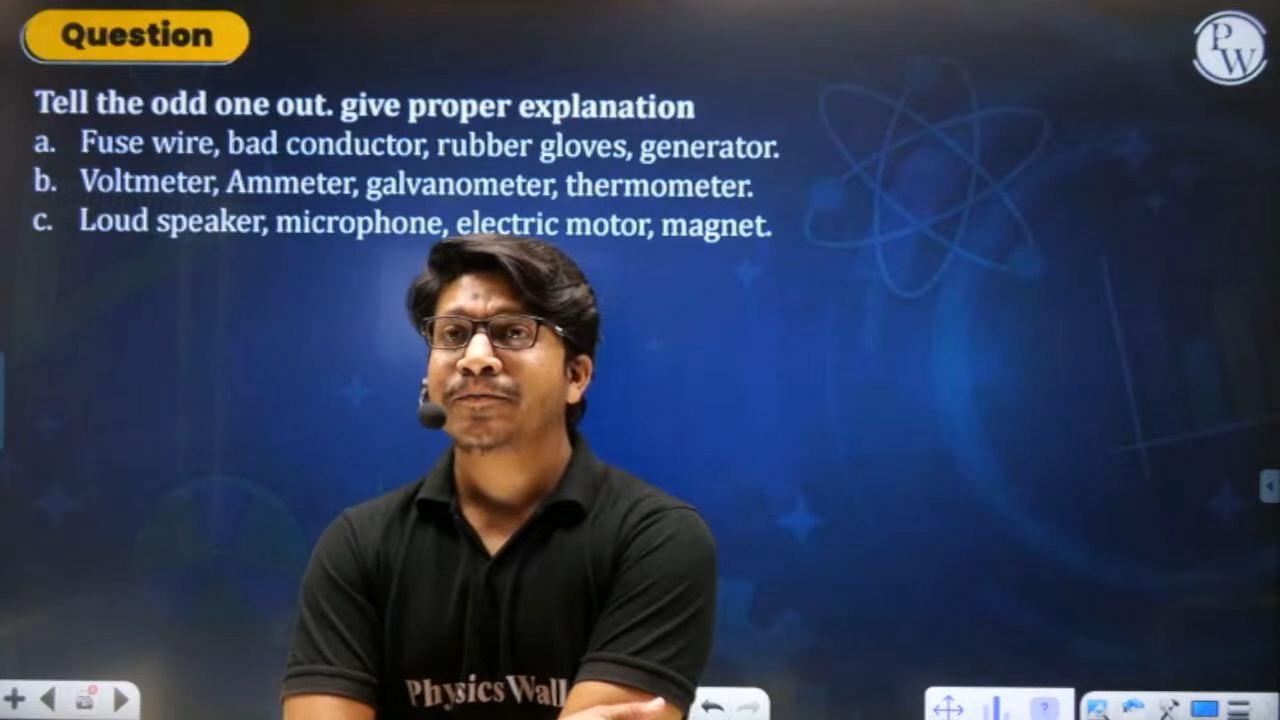 Question
PW
Tell the odd one out. give proper explanation
a. Fuse wire, bad conductor, rubber gloves, generator.
b. Voltmeter, Ammeter, galvanometer, thermometer.
c. Loud speaker, microphone, electric motor, magnet.
Physics Wall